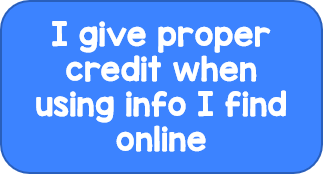 I give proper
credit when
using info I find
online